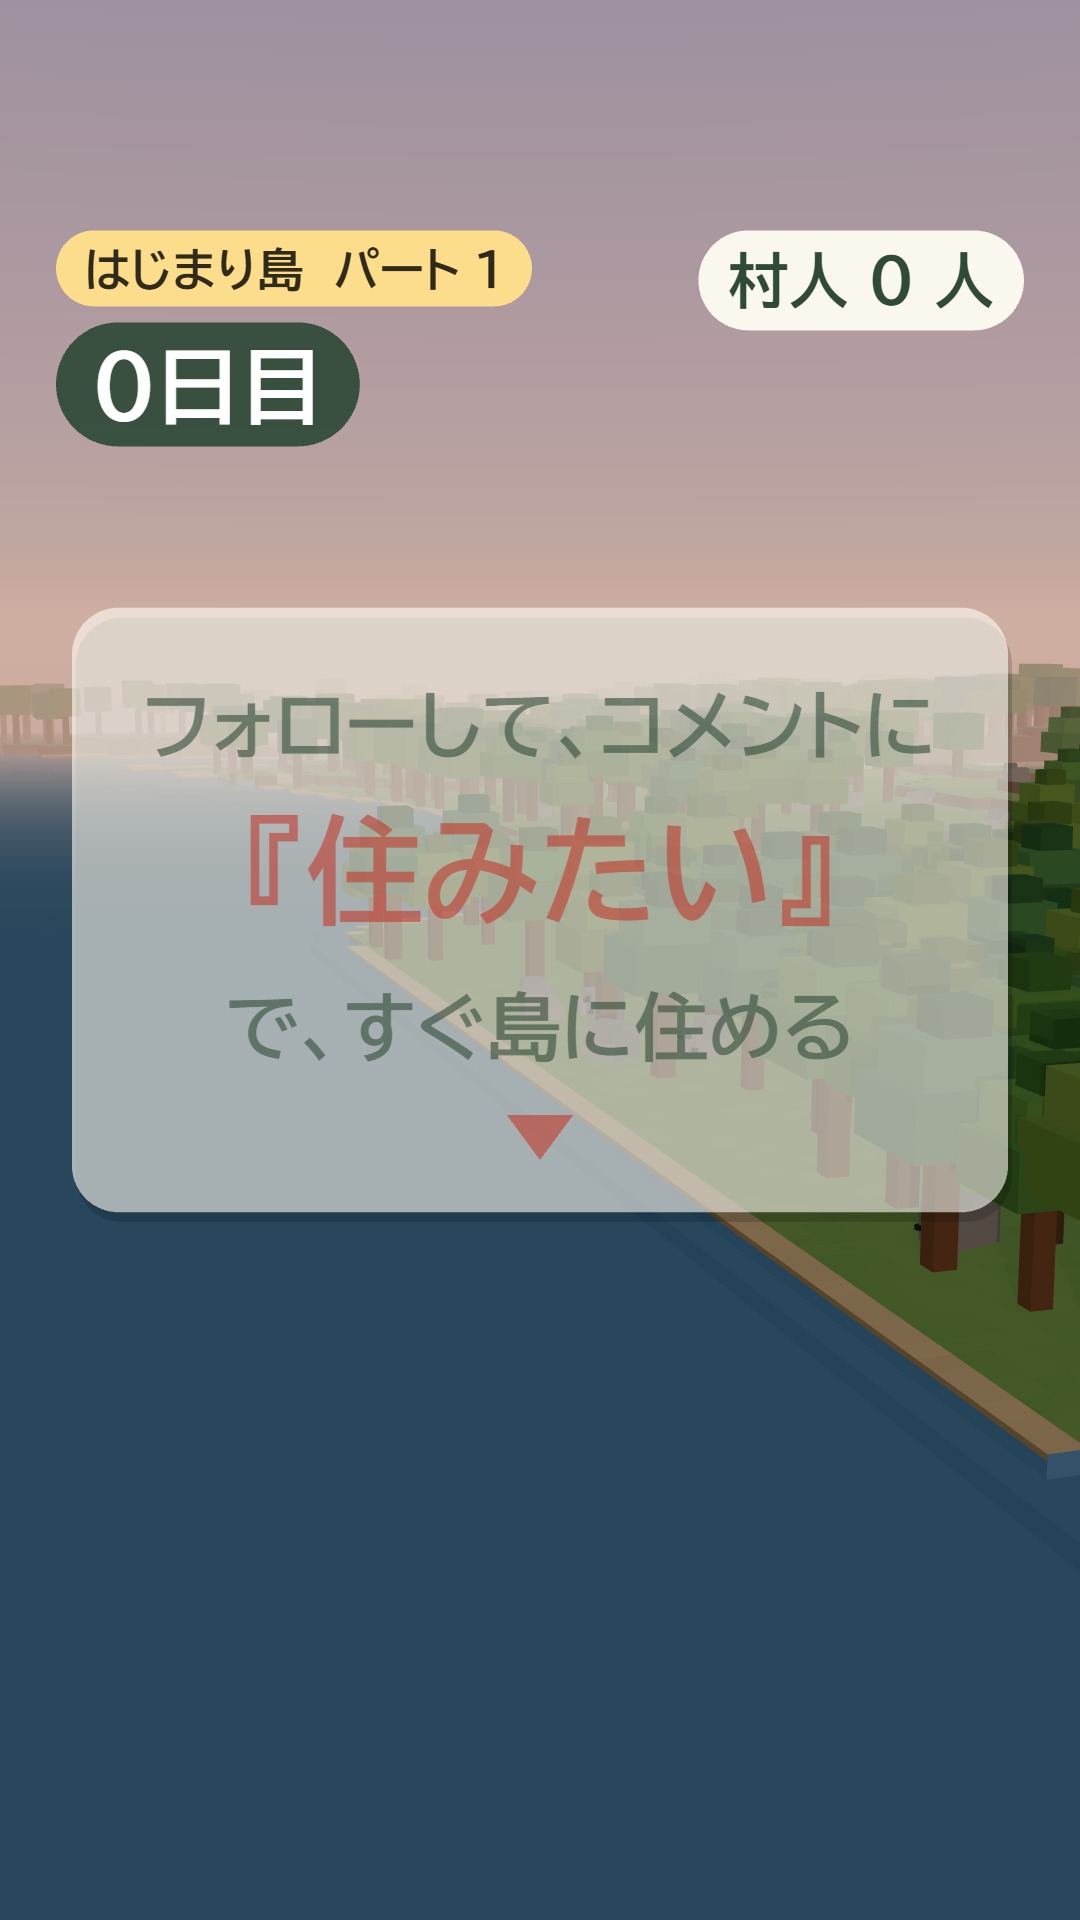 はじまり島 パート 1
村人 0 人
0日目
フォローして、コメントに
『住みたい』
で、すぐ島に住める